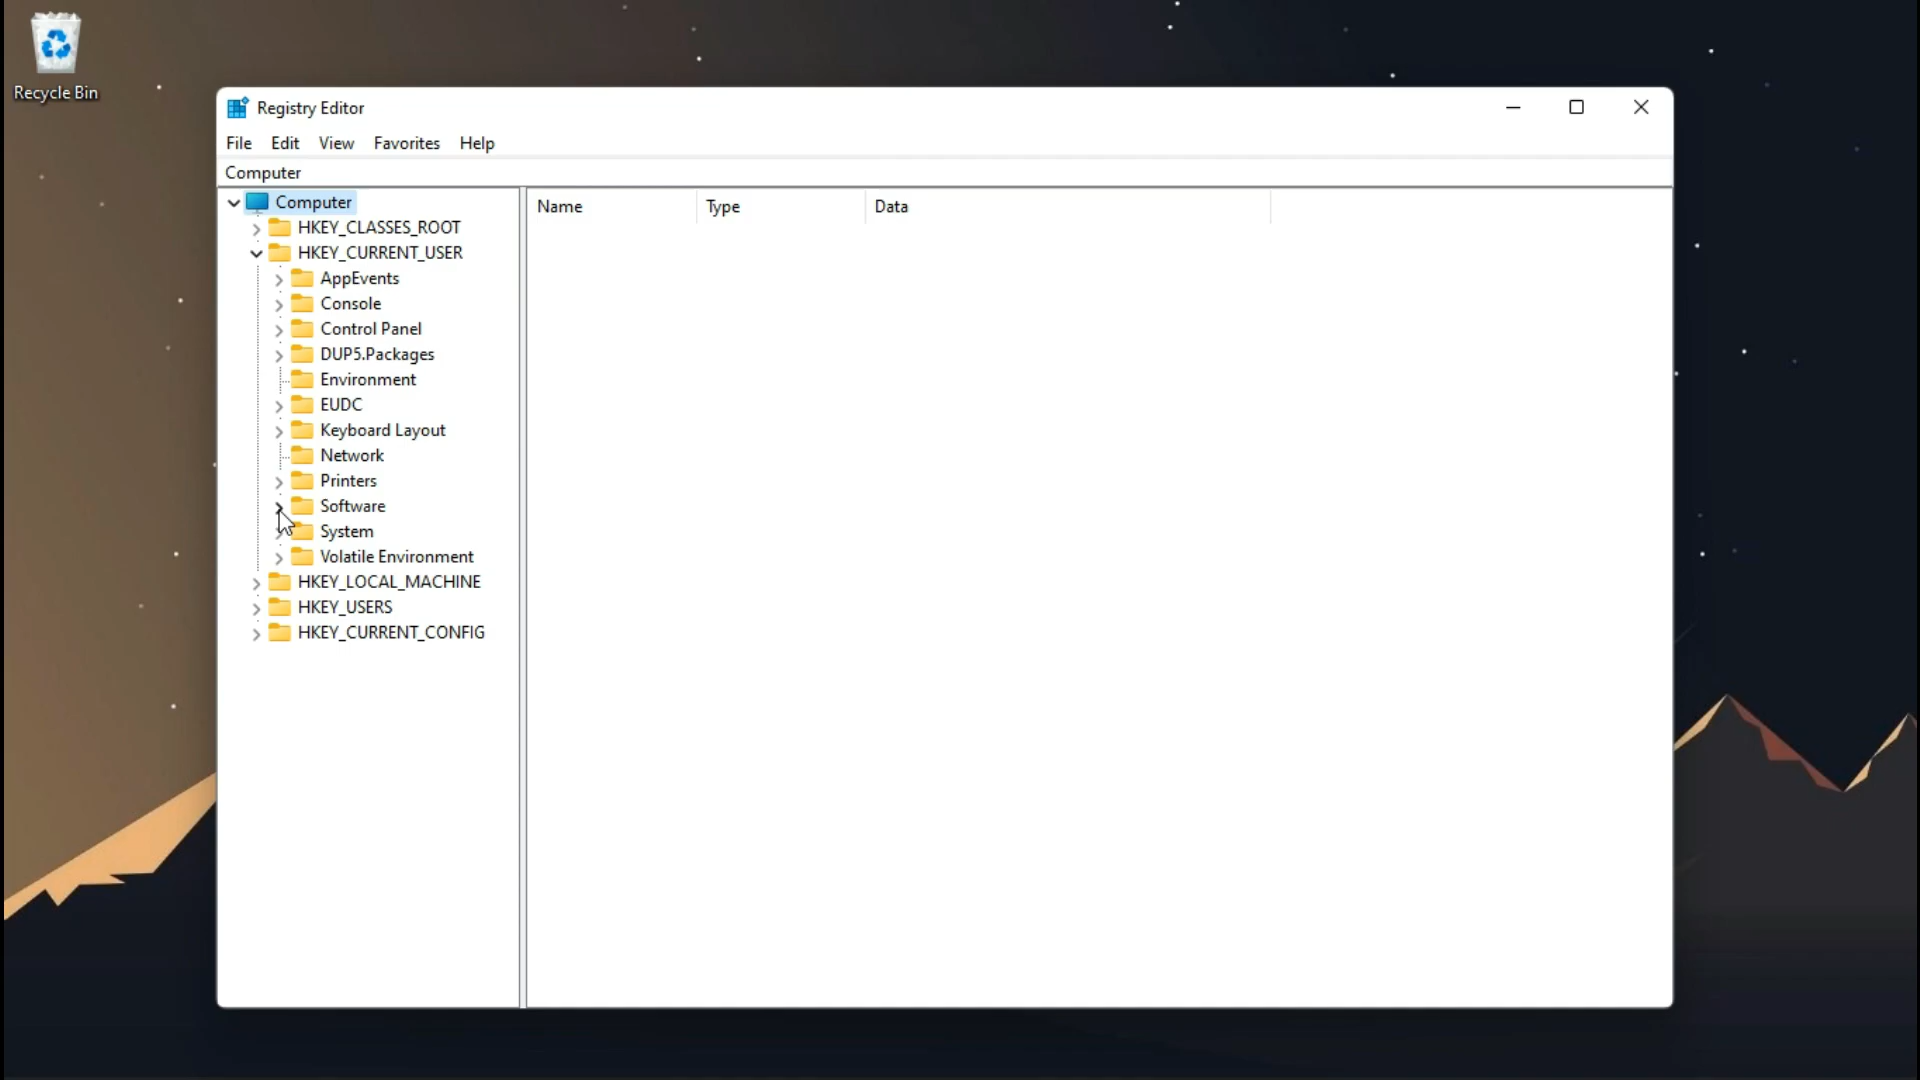 Recycle Bin
Registry Editor
File Edit View Favorites Help
Computer
Computer
HKEY_CLASSES_ROOT
HKEY_CURRENT_USER
AppEvents
Console
Control Panel
DUP5.Packages
Environment
EUDC
Keyboard Layout
Network
Printers
Software
System
Volatile Environment
HKEY_LOCAL_MACHINE
HKEY_USERS
HKEY_CURRENT_CONFIG
Name Type Data